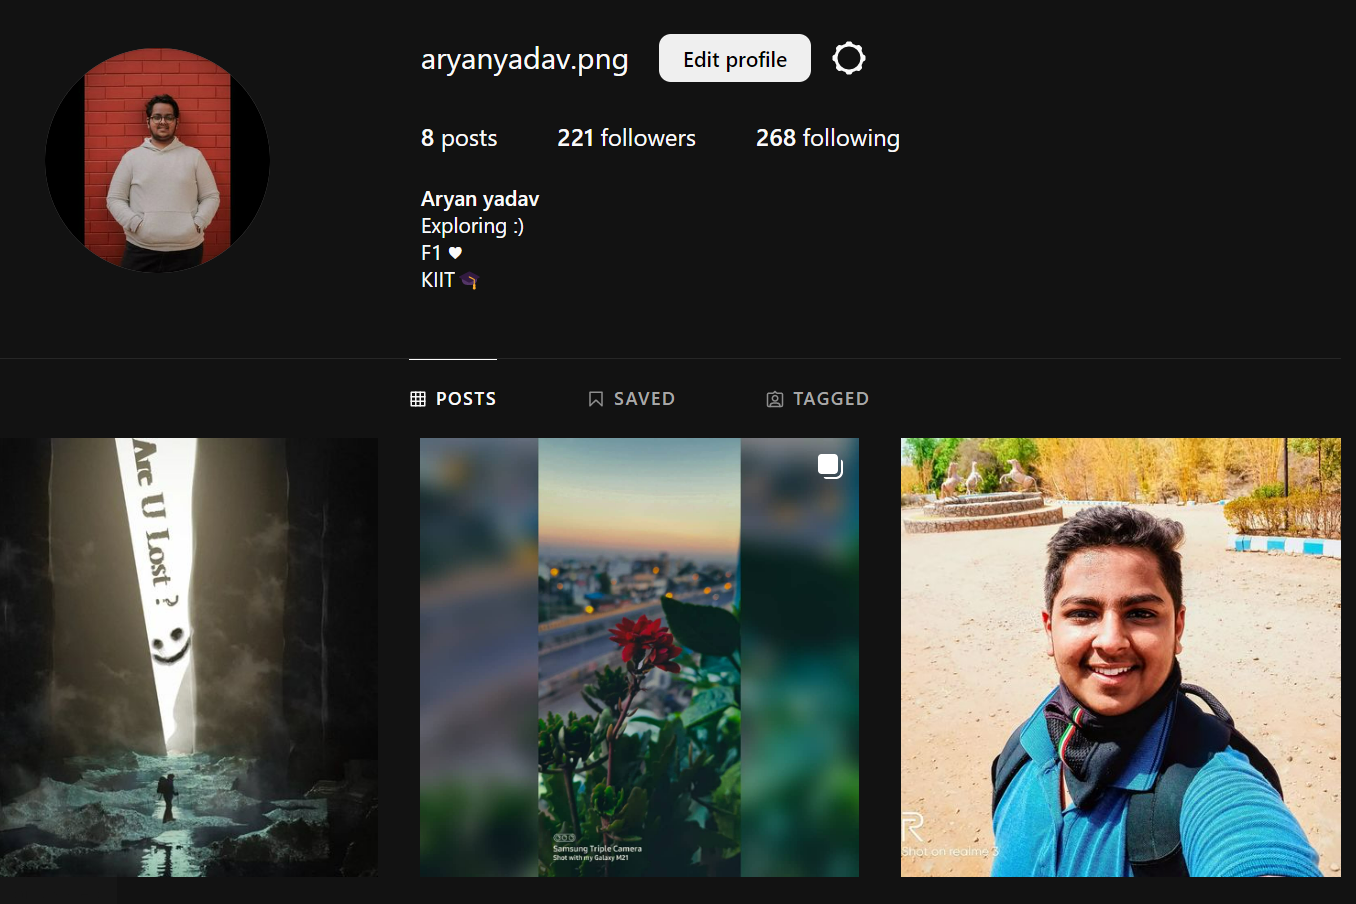 aryanyadav.png Edit profile
8 posts 221 followers 268 following
Aryan yadav
Exploring :)
F1 🖤
KIIT 🎓
POSTS SAVED TAGGED
Are U Lost ?
Samsung Triple Camera
Shot with my Galaxy M21
R
Shot on realme 3